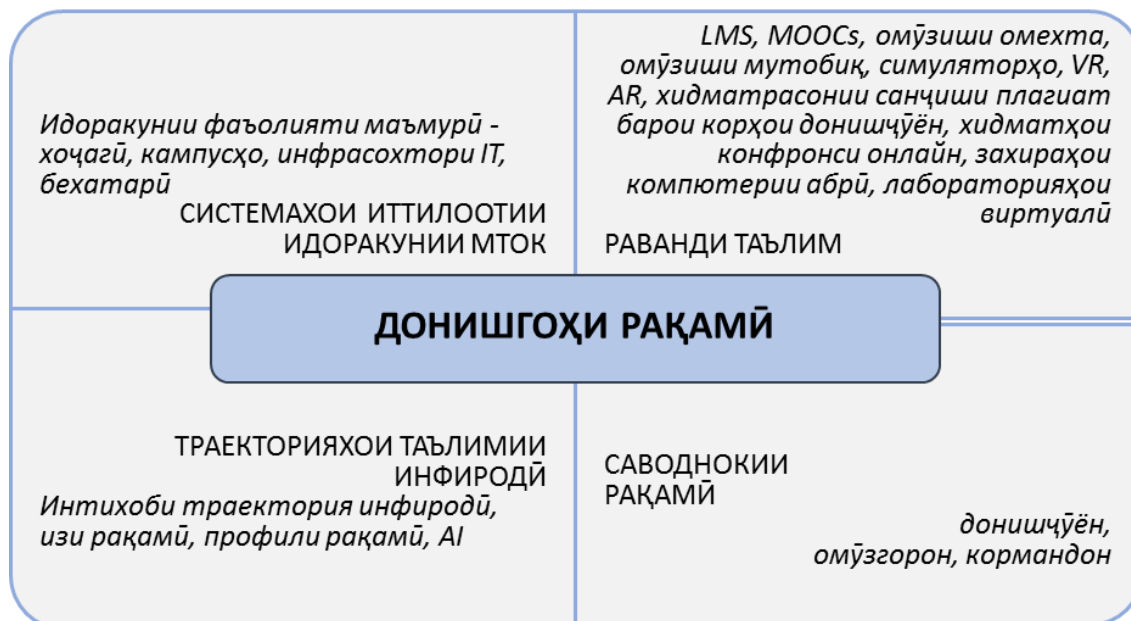 Идоракунии фаъолияти маъмурӣ -
хоҷагӣ, кампусҳо, инфрасохтори IT,
бехатарӣ
СИСТЕМАХОИ ИТТИЛООТИИ
ИДОРАКУНИИ МТОК
LMS, MOOCs, омӯзиши омехта,
омӯзиши мутобиқ, симуляторҳо, VR,
AR, хидматрасонии санҷиши плагиат
барои корҳои донишҷӯён, хидматҳои
конфронси онлайн, захираҳои
компютерии абрӣ, лабораторияҳои
виртуалӣ
РАВАНДИ ТАЪЛИМ
ДОНИШГОҲИ РАҚАМӢ
ТРАЕКТОРИЯХОИ ТАЪЛИМИИ
ИНФИРОДӢ
Интихоби траектория инфиродӣ,
изи рақамӣ, профили рақамӣ, AI
САВОДНОКИИ
РАҚАМӢ
донишҷӯён,
омӯзгорон, кормандон